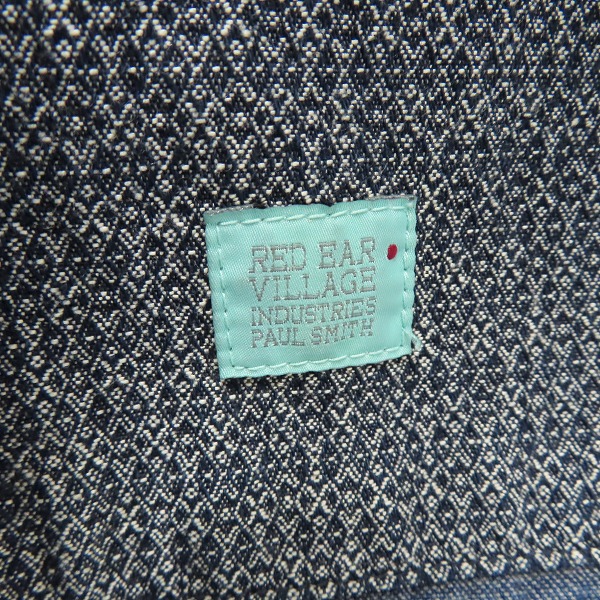 RED EAR
VILLAGE
INDUSTRIES
PAUL SMITH